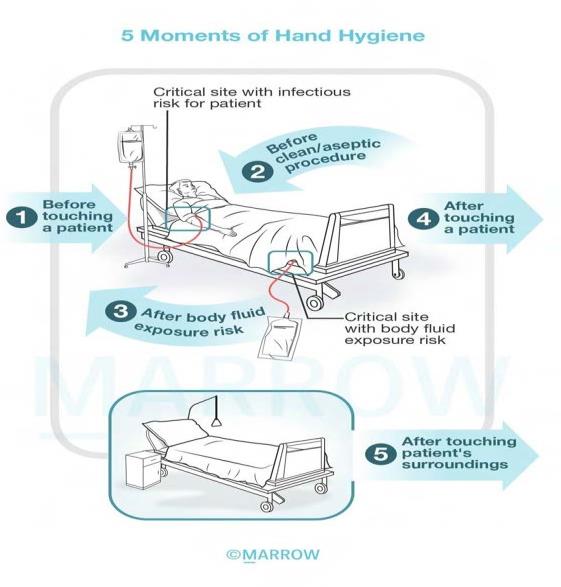 5 Moments of Hand Hygiene
Critical site with infectious
risk for patient
Before
clean/aseptic
procedure
2
1
Before
touching
a patient
4
After
touching
a patient
3
After body fluid
exposure risk
Critical site
with body fluid
exposure risk
MARROW
5
After touching
patient's
surroundings
©MARROW